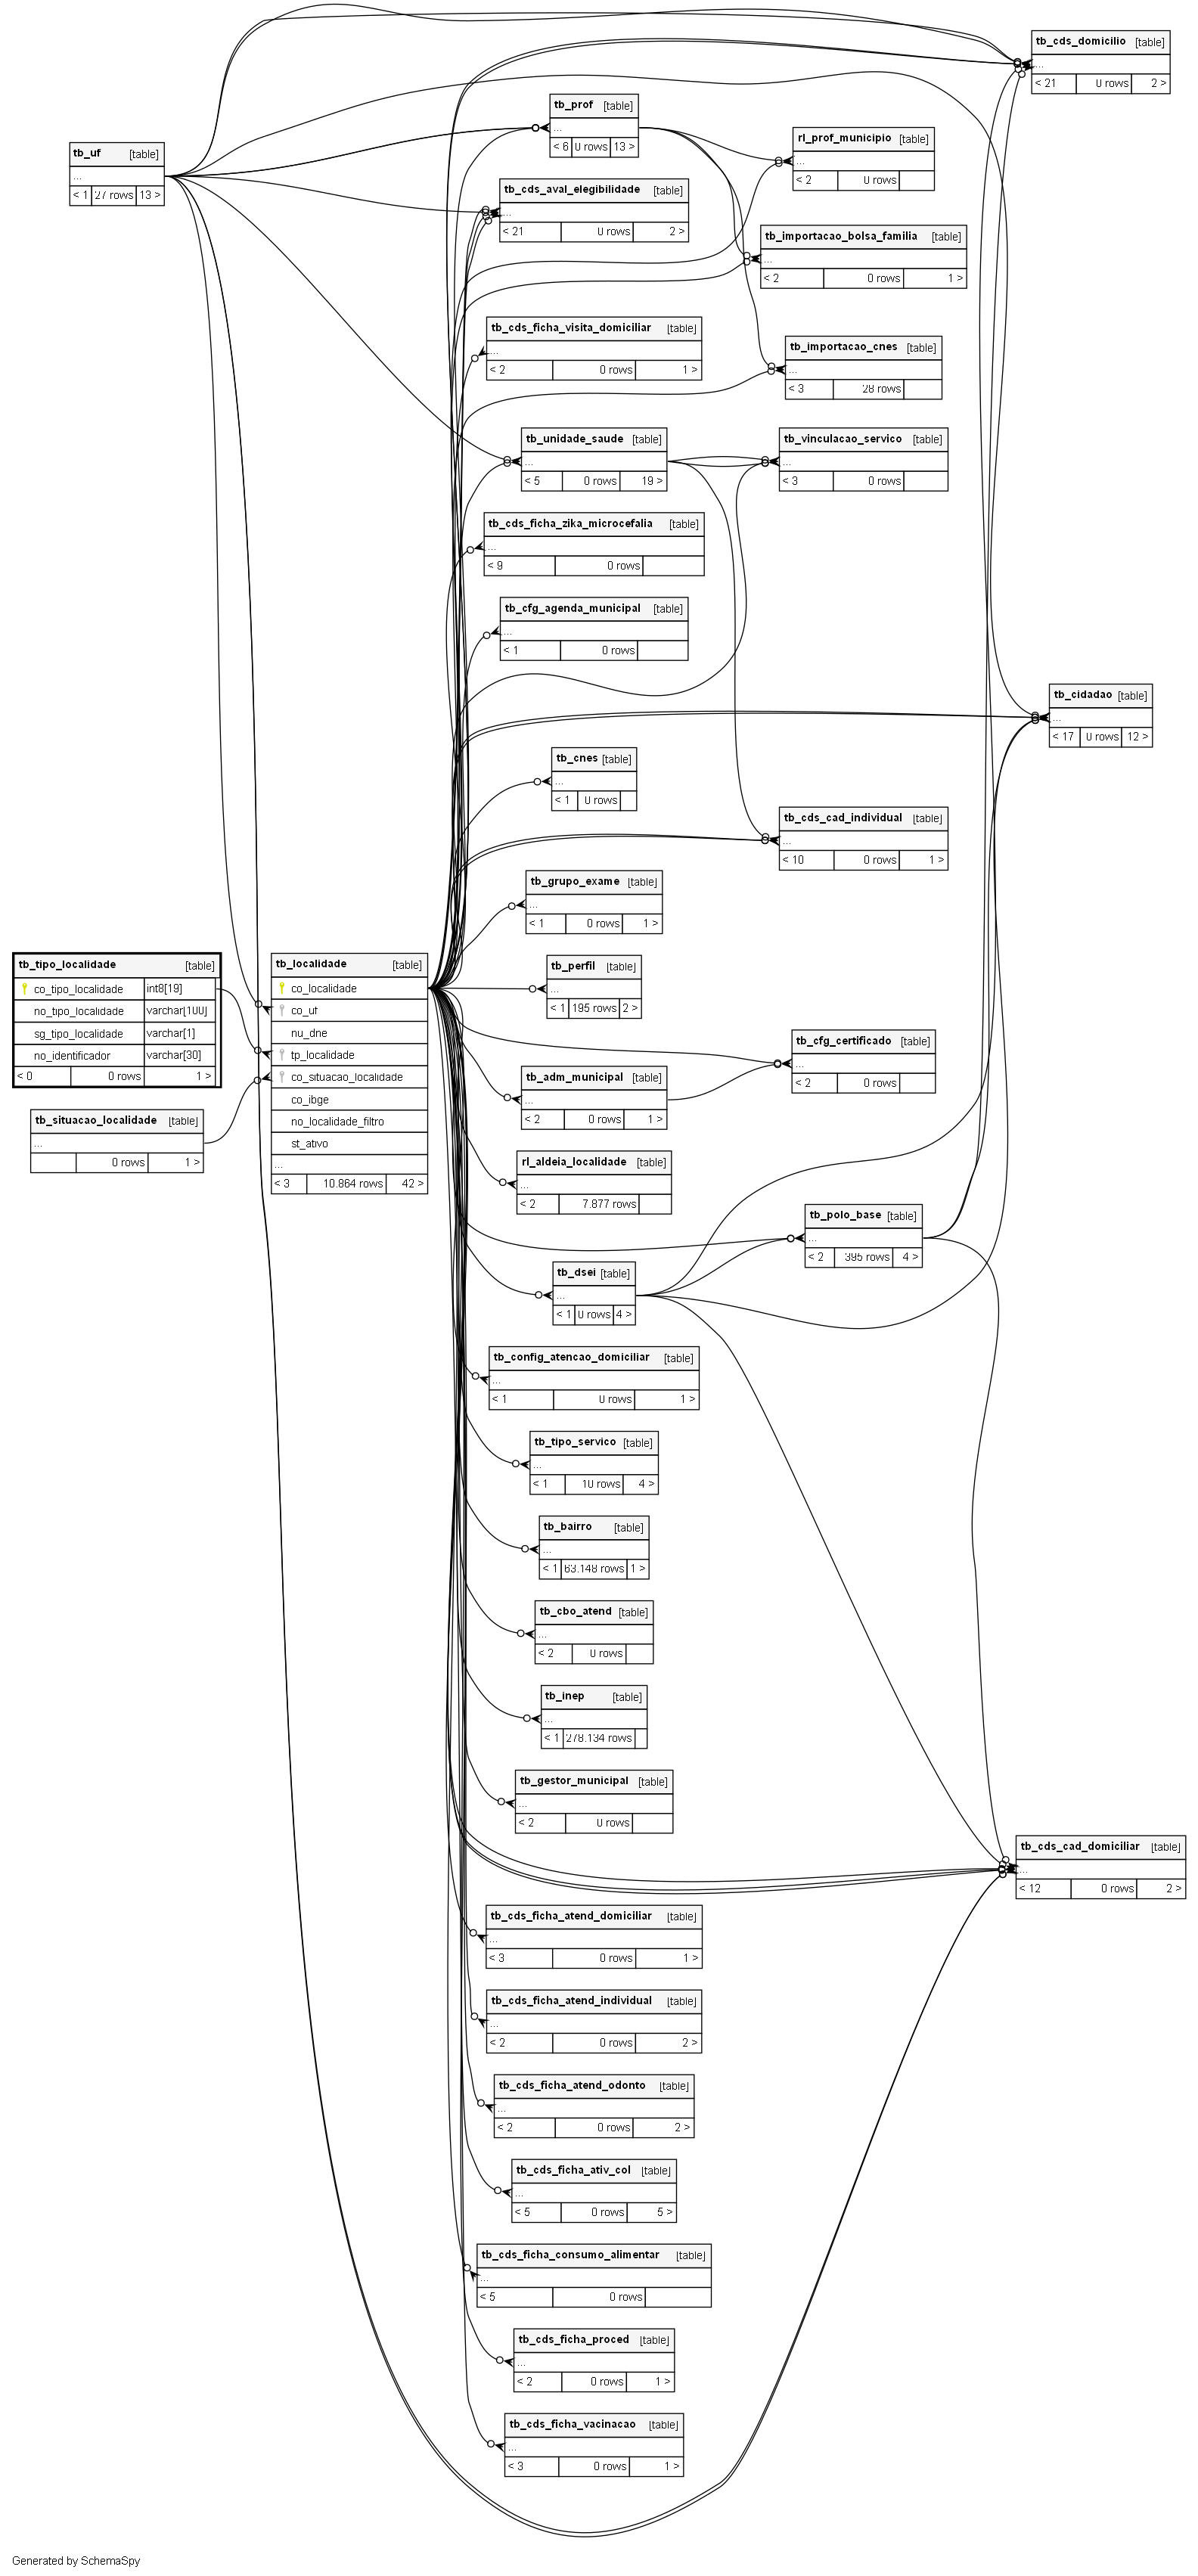 tb_cds_domicilio [table]
...
< 21 0 rows 2 >
tb_prof [table]
...
< 6 0 rows 13 >
rl_prof_municipio [table]
...
< 2 0 rows
tb_uf [table]
...
< 1 27 rows 13 >
tb_cds_aval_elegibilidade [table]
...
< 21 0 rows 2 >
tb_importacao_bolsa_familia [table]
...
< 2 0 rows 1 >
tb_cds_ficha_visita_domiciliar [table]
...
< 2 0 rows 1 >
tb_importacao_cnes [table]
...
< 3 28 rows
tb_unidade_saude [table]
...
< 5 0 rows 19 >
tb_vinculacao_servico [table]
...
< 3 0 rows
tb_cds_ficha_zika_microcefalia [table]
...
< 9 0 rows
tb_cfg_agenda_municipal [table]
...
< 1 0 rows
tb_cidadao [table]
...
< 17 0 rows 12 >
tb_cnes [table]
...
< 1 0 rows
tb_cds_cad_individual [table]
...
< 10 0 rows 1 >
tb_grupo_exame [table]
...
< 1 0 rows 1 >
tb_tipo_localidade [table]
co_tipo_localidade int8[19]
no_tipo_localidade varchar[100]
sg_tipo_localidade varchar[1]
no_identificador varchar[30]
< 0 0 rows 1 >
tb_localidade [table]
co_localidade
co_uf
nu_dne
tp_localidade
co_situacao_localidade
co_ibge
no_localidade_filtro
st_ativo
...
< 3 10.864 rows 42 >
tb_perfil [table]
...
< 1 195 rows 2 >
tb_cfg_certificado [table]
...
< 2 0 rows
tb_adm_municipal [table]
...
< 2 0 rows 1 >
tb_situacao_localidade [table]
...
0 rows 1 >
rl_aldeia_localidade [table]
...
< 2 7.877 rows
tb_polo_base [table]
...
< 2 395 rows 4 >
tb_dsei [table]
...
< 1 0 rows 4 >
tb_config_atencao_domiciliar [table]
...
< 1 0 rows 1 >
tb_tipo_servico [table]
...
< 1 10 rows 4 >
tb_bairro [table]
...
< 1 63.148 rows 1 >
tb_cbo_atend [table]
...
< 2 0 rows
tb_inep [table]
...
< 1 278.134 rows
tb_gestor_municipal [table]
...
< 2 0 rows
tb_cds_cad_domiciliar [table]
...
< 12 0 rows 2 >
tb_cds_ficha_atend_domiciliar [table]
...
< 3 0 rows 1 >
tb_cds_ficha_atend_individual [table]
...
< 2 0 rows 2 >
tb_cds_ficha_atend_odonto [table]
...
< 2 0 rows 2 >
tb_cds_ficha_ativ_col [table]
...
< 5 0 rows 5 >
tb_cds_ficha_consumo_alimentar [table]
...
< 5 0 rows
tb_cds_ficha_proced [table]
...
< 2 0 rows 1 >
tb_cds_ficha_vacinacao [table]
...
< 3 0 rows 1 >
Generated by SchemaSpy